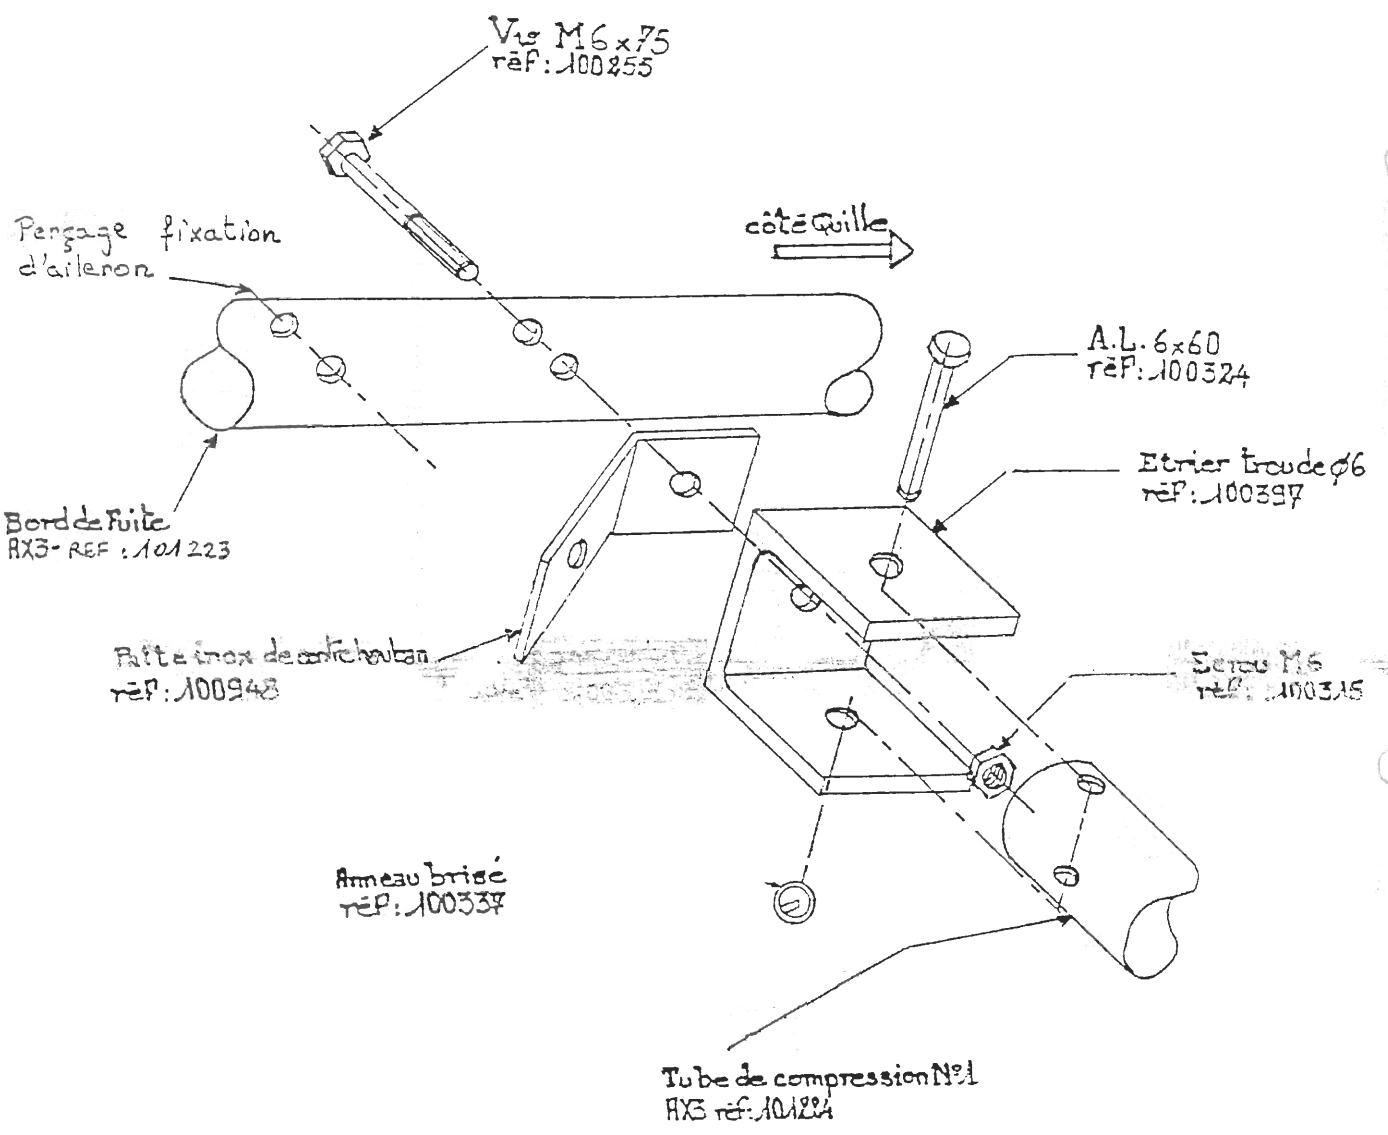 Vis M6x75
réf: 100255
côté Quille
Perçage fixation
d'aileron
A.L. 6x60
réf: 100324
Etrier trou de ø6
réf: 100397
Bord de Fuite
AX3- REF : 101223
Patte inox de contrehauban
réf: 100948
Ecrou M6
réf: 100315
Anneau brisé
réf: 100337
Tube de compression N°1
AX3 réf: 101224